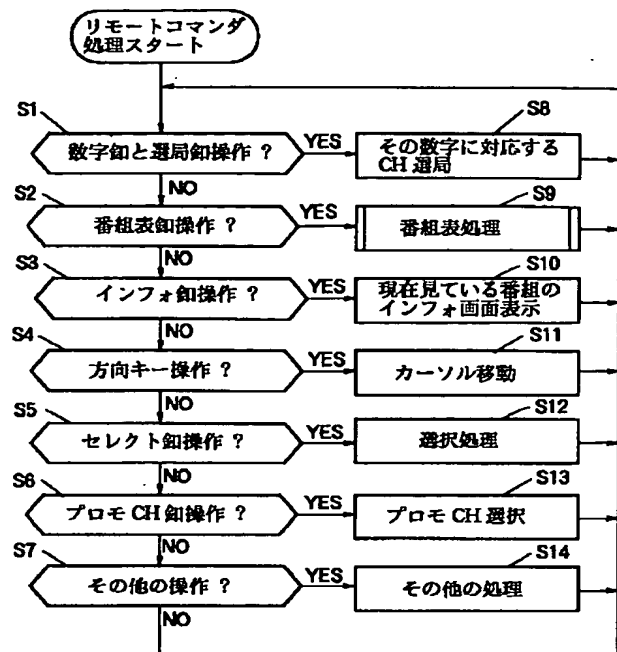 リモートコマンダ
処理スタート
S1
数字釦と選局釦操作 ?
YES
S8
その数字に対応する
CH 選局
NO
S2
番組表釦操作 ?
YES
S9
番組表処理
NO
S3
インフォ釦操作 ?
YES
S10
現在見ている番組の
インフォ画面表示
NO
S4
方向キー操作 ?
YES
S11
カーソル移動
NO
S5
セレクト釦操作 ?
YES
S12
選択処理
NO
S6
プロモ CH 釦操作 ?
YES
S13
プロモ CH 選択
NO
S7
その他の操作 ?
YES
S14
その他の処理
NO